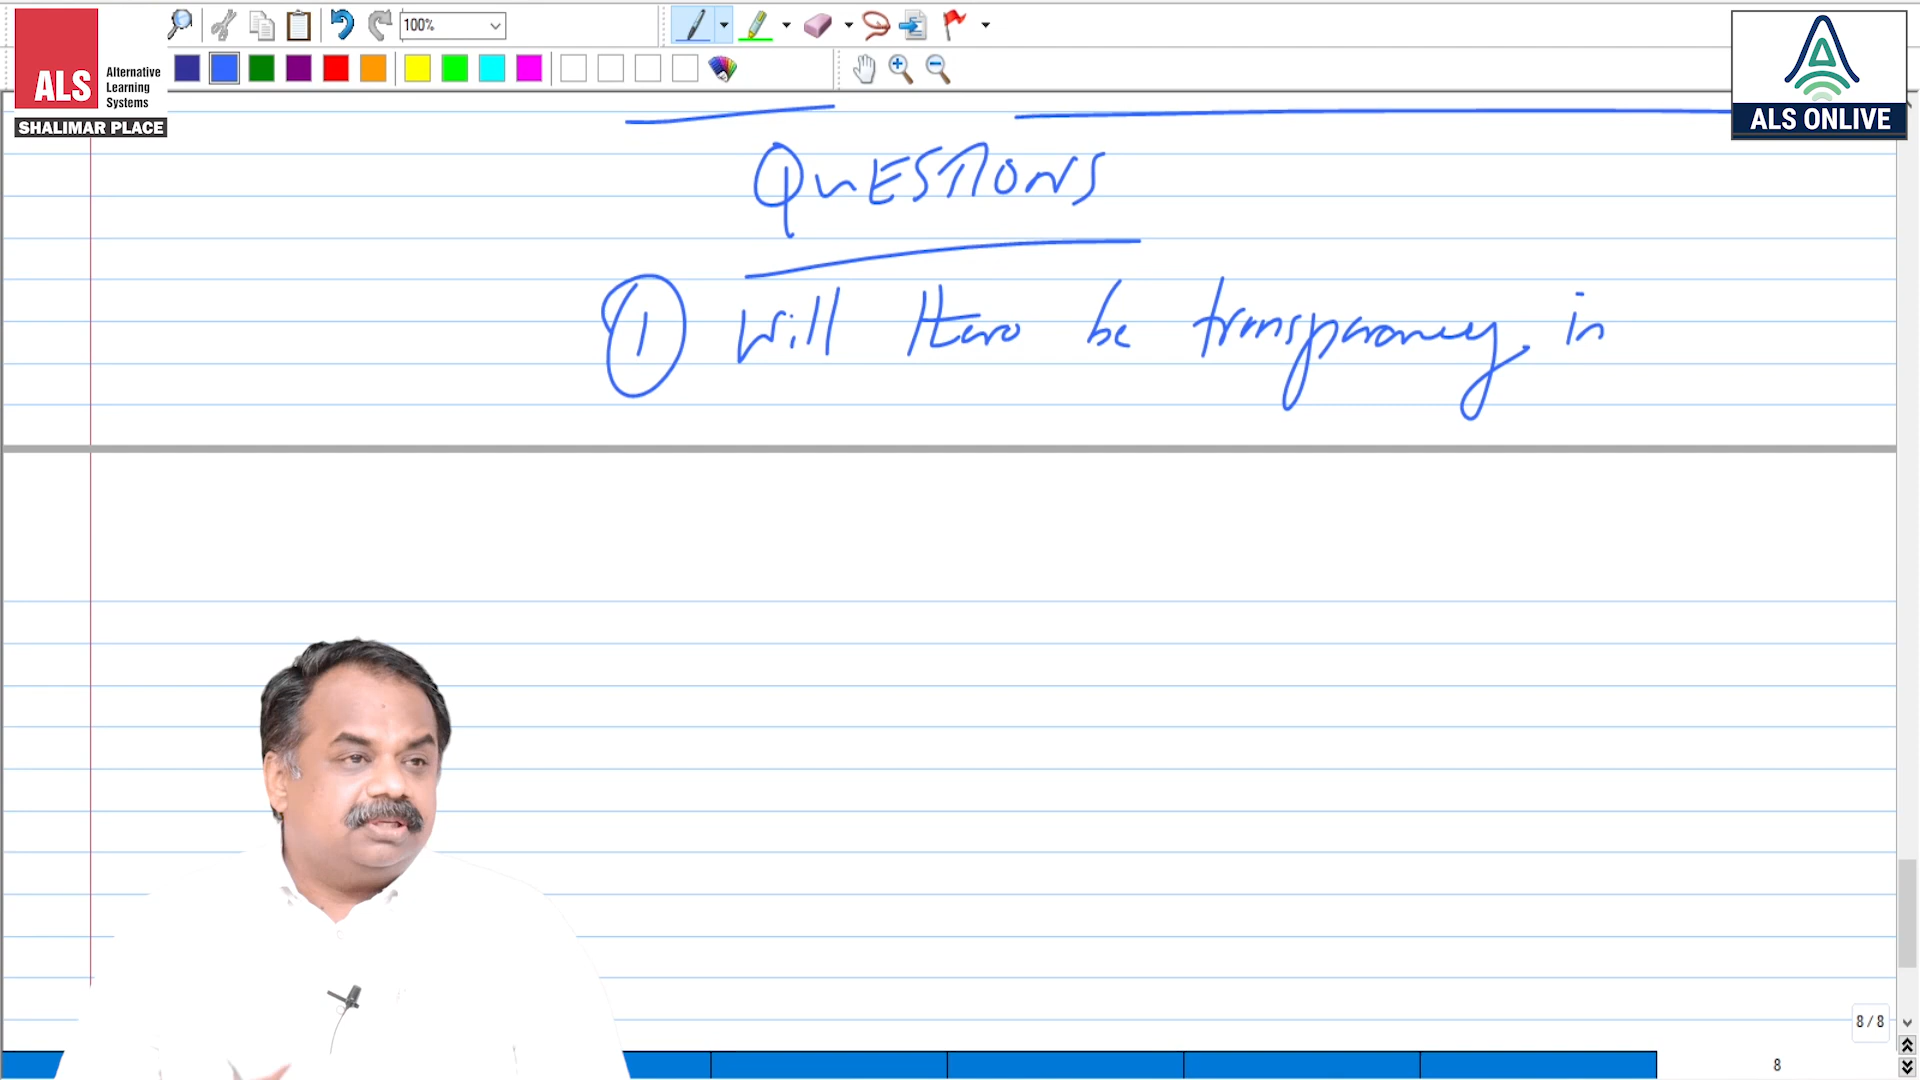 100%
ALS
Alternative
Learning
Systems
SHALIMAR PLACE
ALS ONLIVE
QUESTIONS
① Will there be transparency in
8 / 8
8